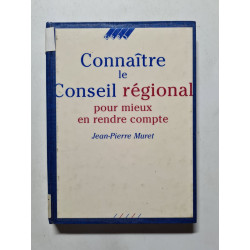 Connaître
le
Conseil régional
pour mieux
en rendre compte
Jean-Pierre Muret